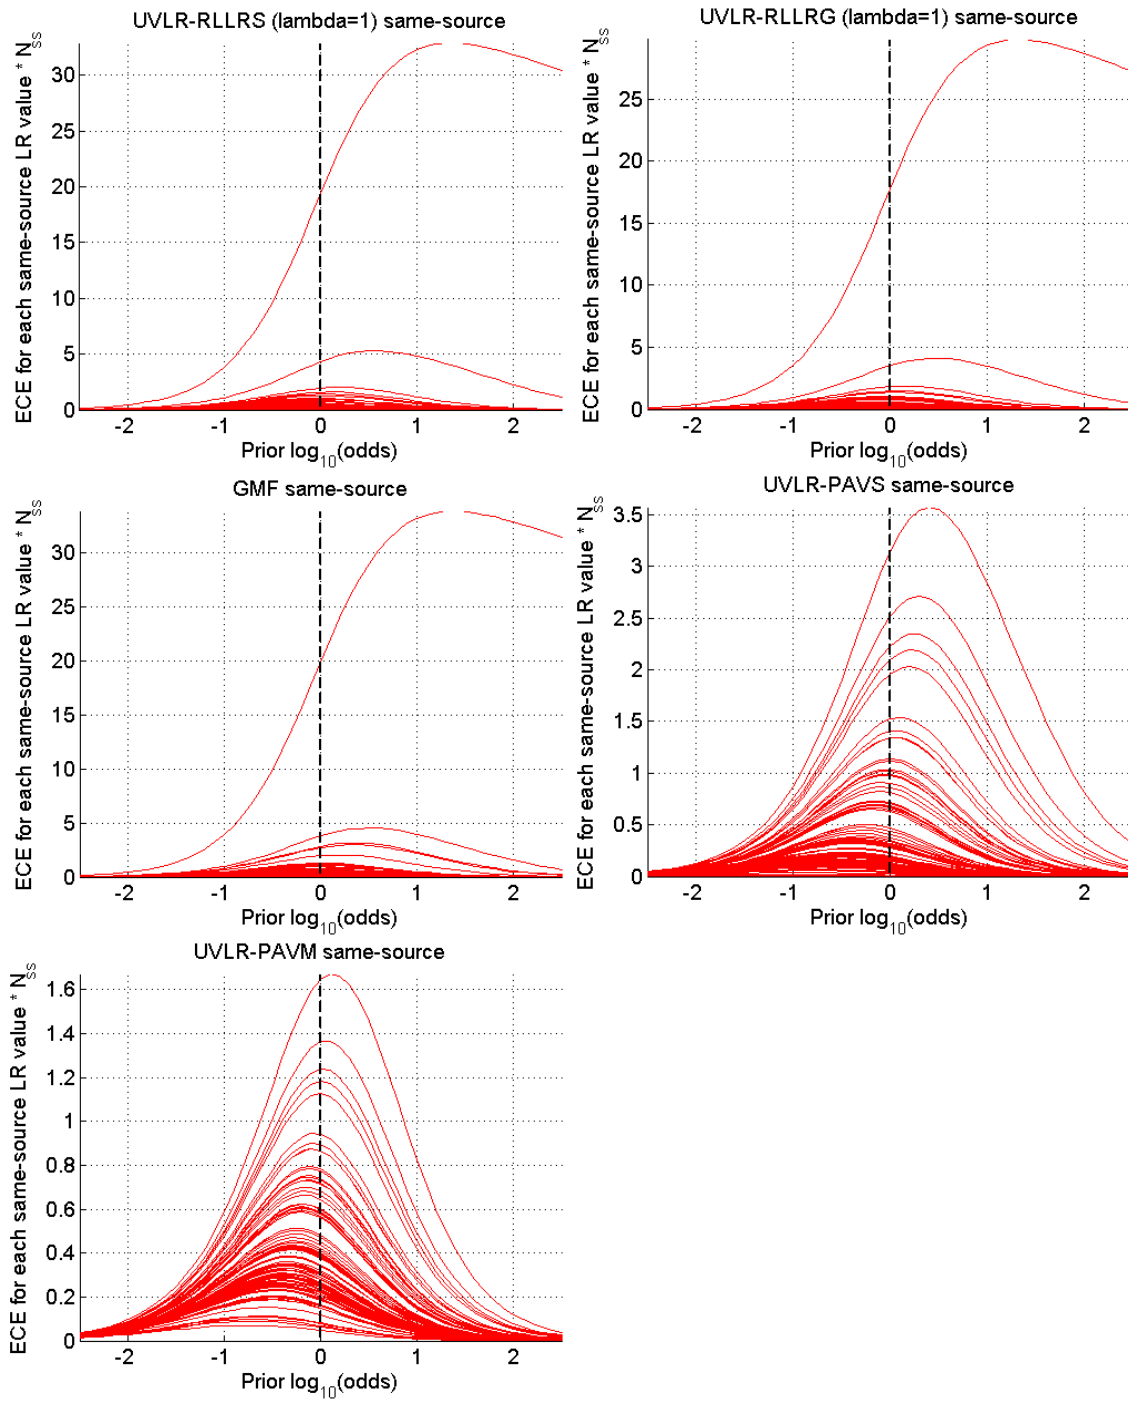 UVLR-RLLRS (lambda=1) same-source
ECE for each same-source LR value * N_ss
30
25
20
15
10
5
0
-2 -1 0 1 2
Prior log_10(odds)
UVLR-RLLRG (lambda=1) same-source
ECE for each same-source LR value * N_ss
25
20
15
10
5
0
-2 -1 0 1 2
Prior log_10(odds)
GMF same-source
ECE for each same-source LR value * N_ss
30
25
20
15
10
5
0
-2 -1 0 1 2
Prior log_10(odds)
UVLR-PAVS same-source
ECE for each same-source LR value * N_ss
3.5
3
2.5
2
1.5
1
0.5
0
-2 -1 0 1 2
Prior log_10(odds)
UVLR-PAVM same-source
ECE for each same-source LR value * N_ss
1.6
1.4
1.2
1
0.8
0.6
0.4
0.2
0
-2 -1 0 1 2
Prior log_10(odds)